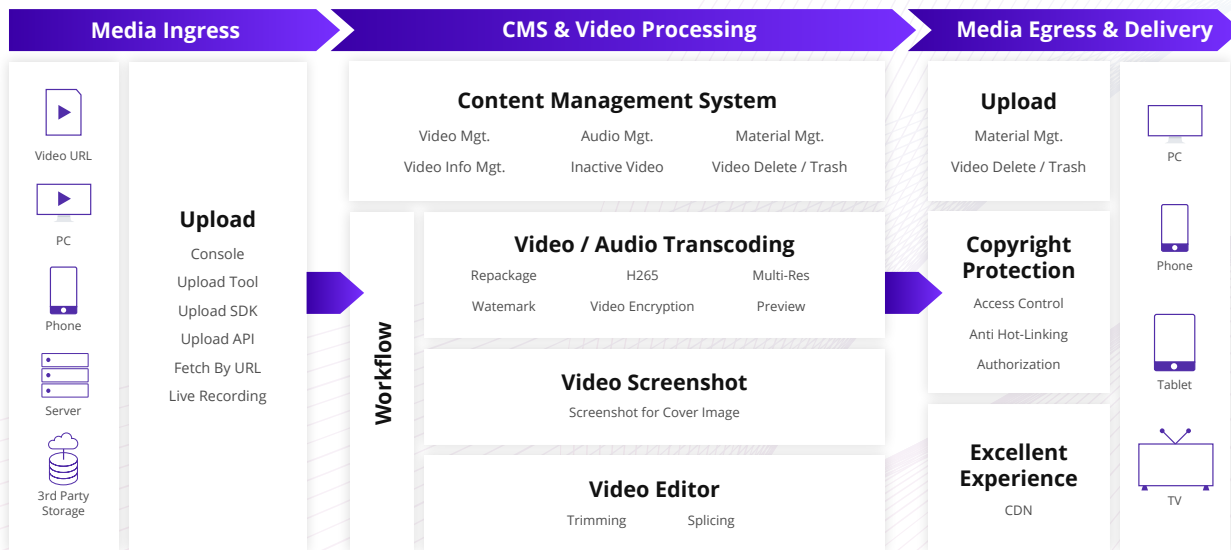 Media Ingress
CMS & Video Processing
Media Egress & Delivery
Video URL
PC
Phone
Server
3rd Party
Storage
Upload
Console
Upload Tool
Upload SDK
Upload API
Fetch By URL
Live Recording
Content Management System
Video Mgt. Audio Mgt. Material Mgt.
Video Info Mgt. Inactive Video Video Delete / Trash
Workflow
Video / Audio Transcoding
Repackage H265 Multi-Res
Watemark Video Encryption Preview
Video Screenshot
Screenshot for Cover Image
Video Editor
Trimming Splicing
Upload
Material Mgt.
Video Delete / Trash
Copyright
Protection
Access Control
Anti Hot-Linking
Authorization
Excellent
Experience
CDN
PC
Phone
Tablet
TV